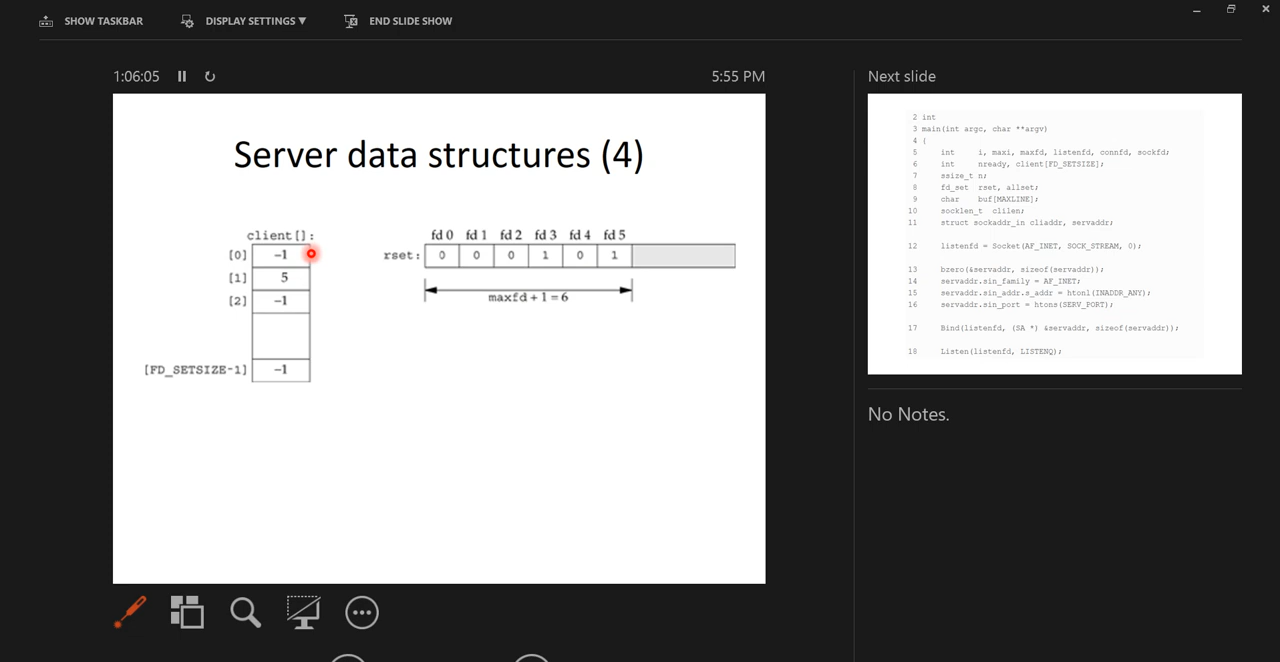 SHOW TASKBAR
DISPLAY SETTINGS ▼
END SLIDE SHOW
1:06:05
5:55 PM
Next slide
Server data structures (4)
client[]:
[0] −1
[1] 5
[2] −1
[FD_SETSIZE-1] −1
fd 0 fd 1 fd 2 fd 3 fd 4 fd 5
rset: 0 0 0 1 0 1
maxfd + 1 = 6
2 int
3 main(int argc, char **argv)
4 {
5 int i, maxi, maxfd, listenfd, connfd, sockfd;
6 int nready, client[FD_SETSIZE];
7 ssize_t n;
8 fd_set rset, allset;
9 char buf[MAXLINE];
10 socklen_t clilen;
11 struct sockaddr_in cliaddr, servaddr;
12 listenfd = Socket(AF_INET, SOCK_STREAM, 0);
13 bzero(&servaddr, sizeof(servaddr));
14 servaddr.sin_family = AF_INET;
15 servaddr.sin_addr.s_addr = htonl(INADDR_ANY);
16 servaddr.sin_port = htons(SERV_PORT);
17 Bind(listenfd, (SA *) &servaddr, sizeof(servaddr));
18 Listen(listenfd, LISTENQ);
No Notes.